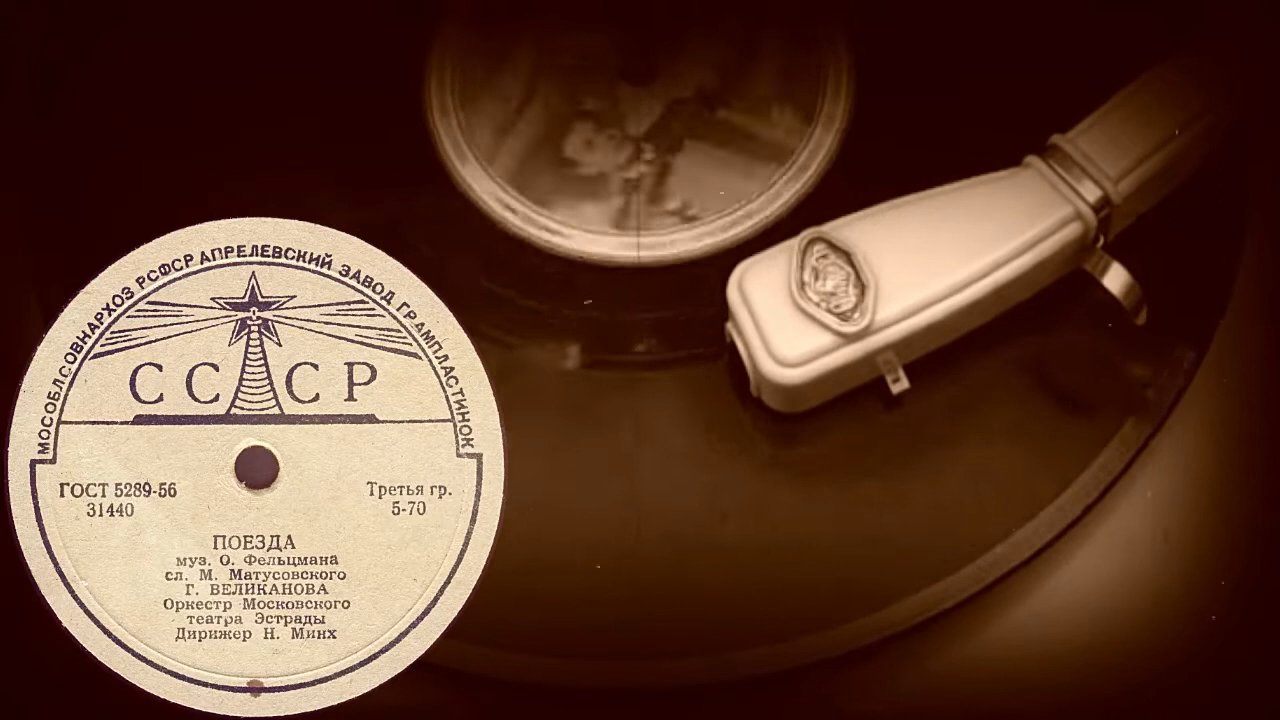 МОСОБЛСОВНАРХОЗ РСФСР АПРЕЛЕВСКИЙ ЗАВОД ГРАМПЛАСТИНОК
СССР
ГОСТ 5289-56
31440
Третья гр.
5-70
ПОЕЗДА
муз. О. Фельцмана
сл. М. Матусовского
Г. ВЕЛИКАНОВА
Оркестр Московского
театра Эстрады
Дирижер Н. Минх